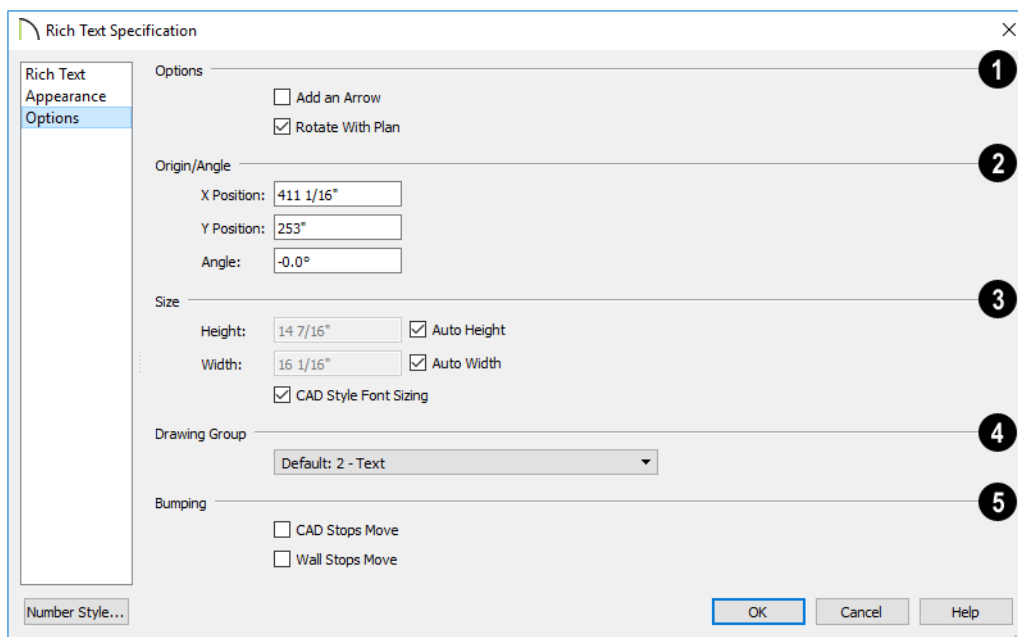 Rich Text Specification
Rich Text
Appearance
Options
Options
1
Add an Arrow
Rotate With Plan
Origin/Angle
2
X Position: 411 1/16"
Y Position: 253"
Angle: -0.0°
Size
3
Height: 14 7/16" Auto Height
Width: 16 1/16" Auto Width
CAD Style Font Sizing
Drawing Group
4
Default: 2 - Text
Bumping
5
CAD Stops Move
Wall Stops Move
Number Style... OK Cancel Help